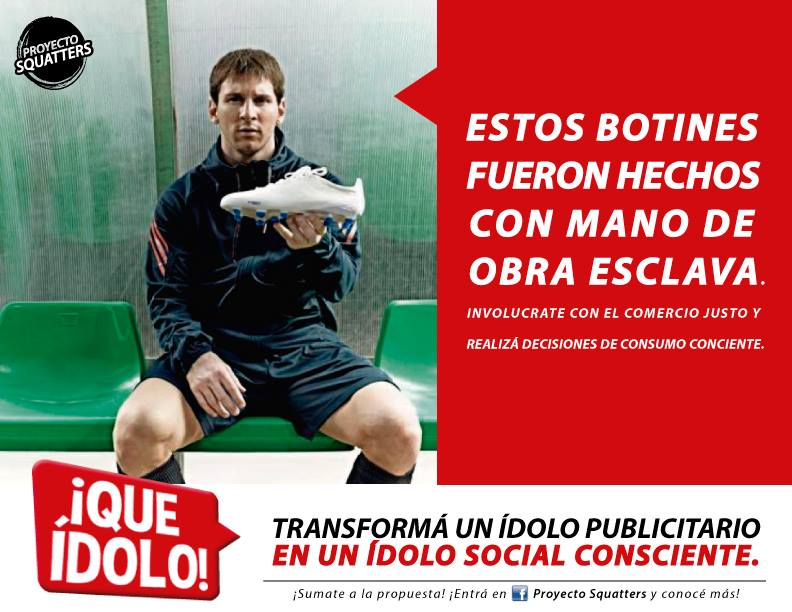 PROYECTO
SQUATTERS
ESTOS BOTINES
FUERON HECHOS
CON MANO DE
OBRA ESCLAVA.
INVOLUCRATE CON EL COMERCIO JUSTO Y
REALIZÁ DECISIONES DE CONSUMO CONCIENTE.
¡QUE
ÍDOLO!
TRANSFORMÁ UN ÍDOLO PUBLICITARIO
EN UN ÍDOLO SOCIAL CONSCIENTE.
¡Sumate a la propuesta! ¡Entrá en f Proyecto Squatters y conocé más!